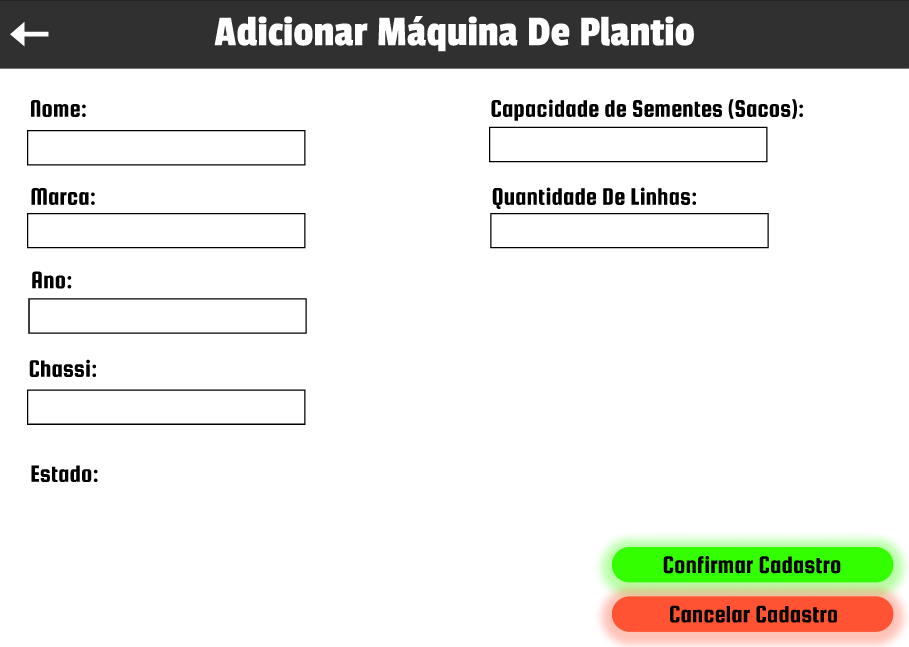 Adicionar Máquina De Plantio
Nome:
Capacidade de Sementes (Sacos):
Marca:
Quantidade De Linhas:
Ano:
Chassi:
Estado:
Confirmar Cadastro
Cancelar Cadastro